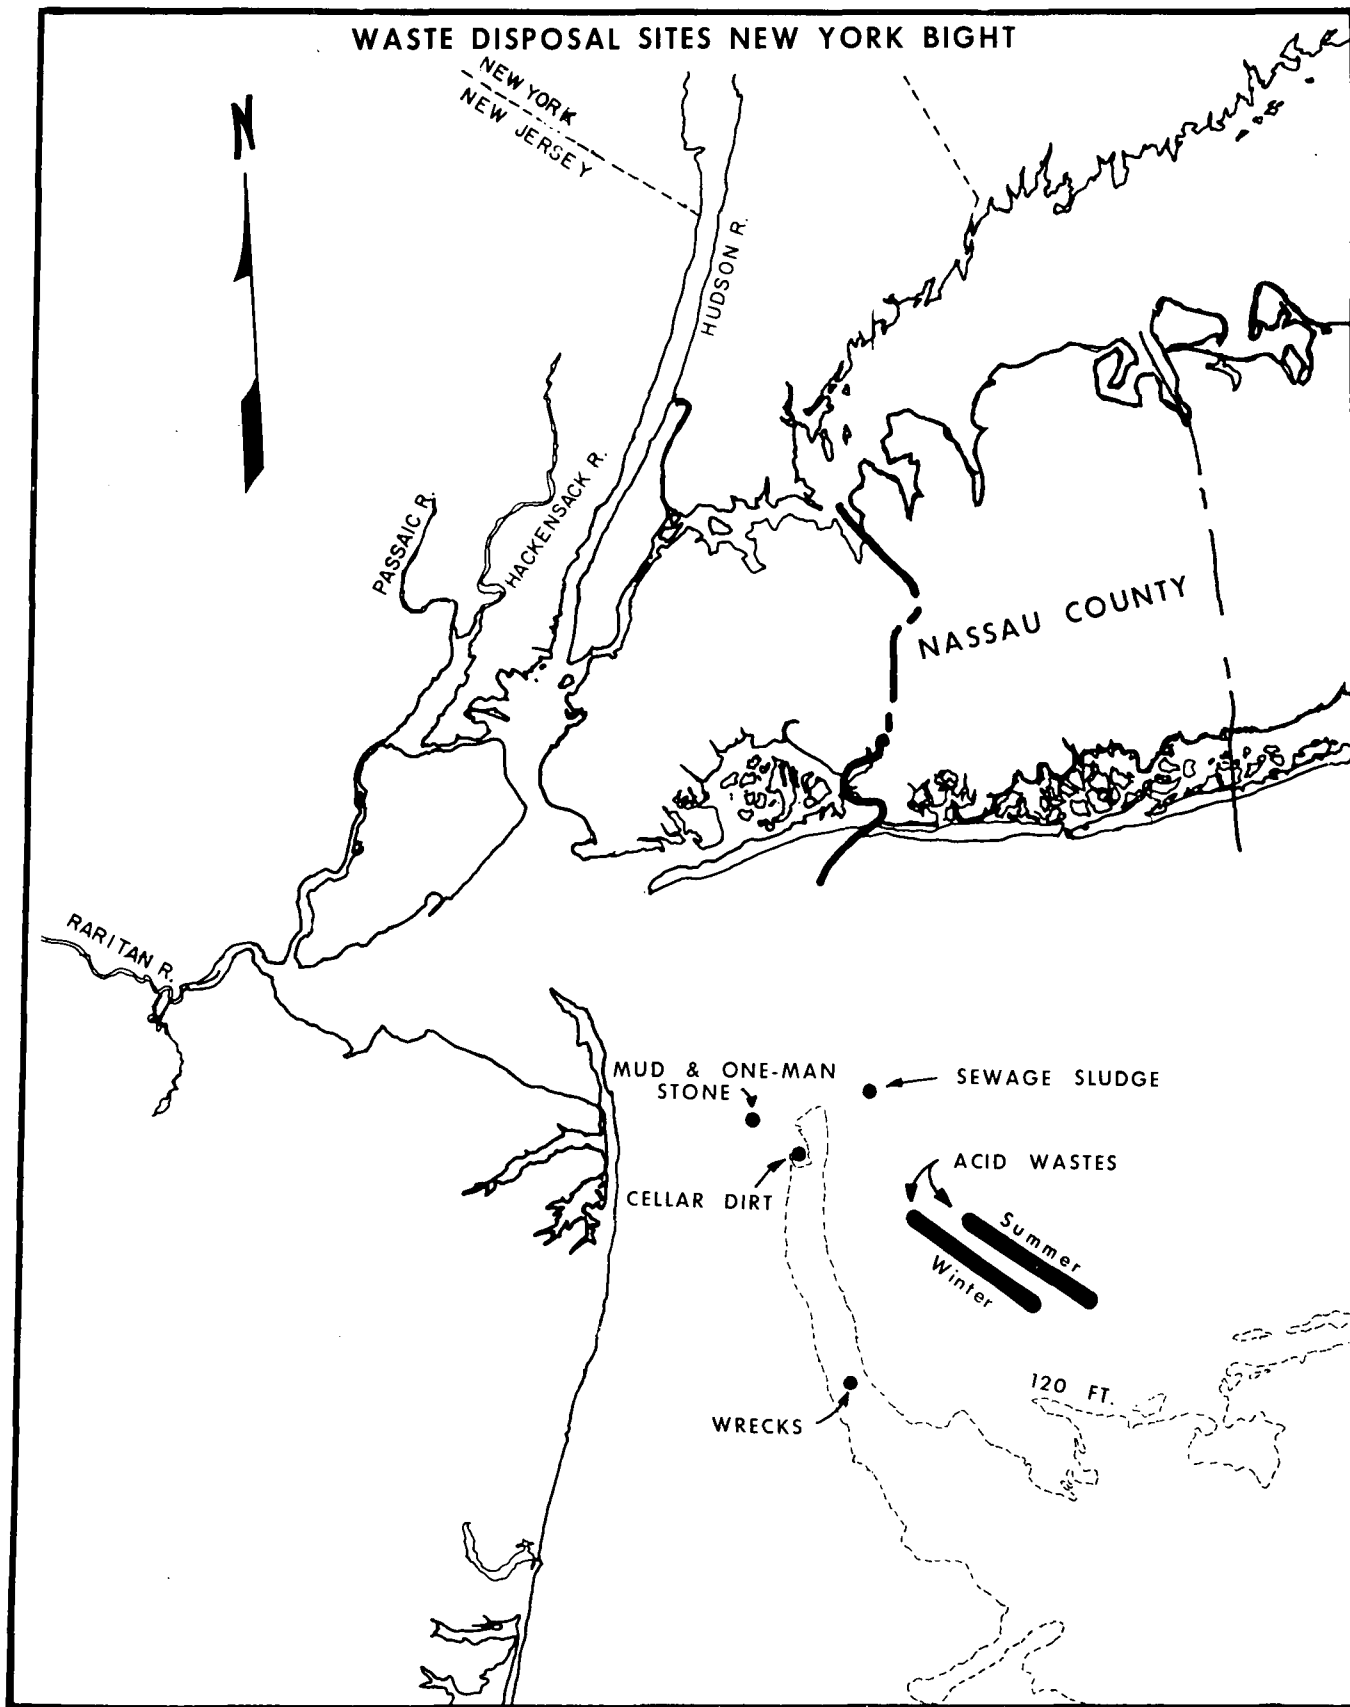 WASTE DISPOSAL SITES NEW YORK BIGHT
NEW YORK
NEW JERSEY
N
HUDSON R.
HACKENSACK R.
PASSAIC R.
NASSAU COUNTY
RARITAN R.
MUD & ONE-MAN
STONE
SEWAGE SLUDGE
ACID WASTES
CELLAR DIRT
Summer
Winter
120 FT.
WRECKS